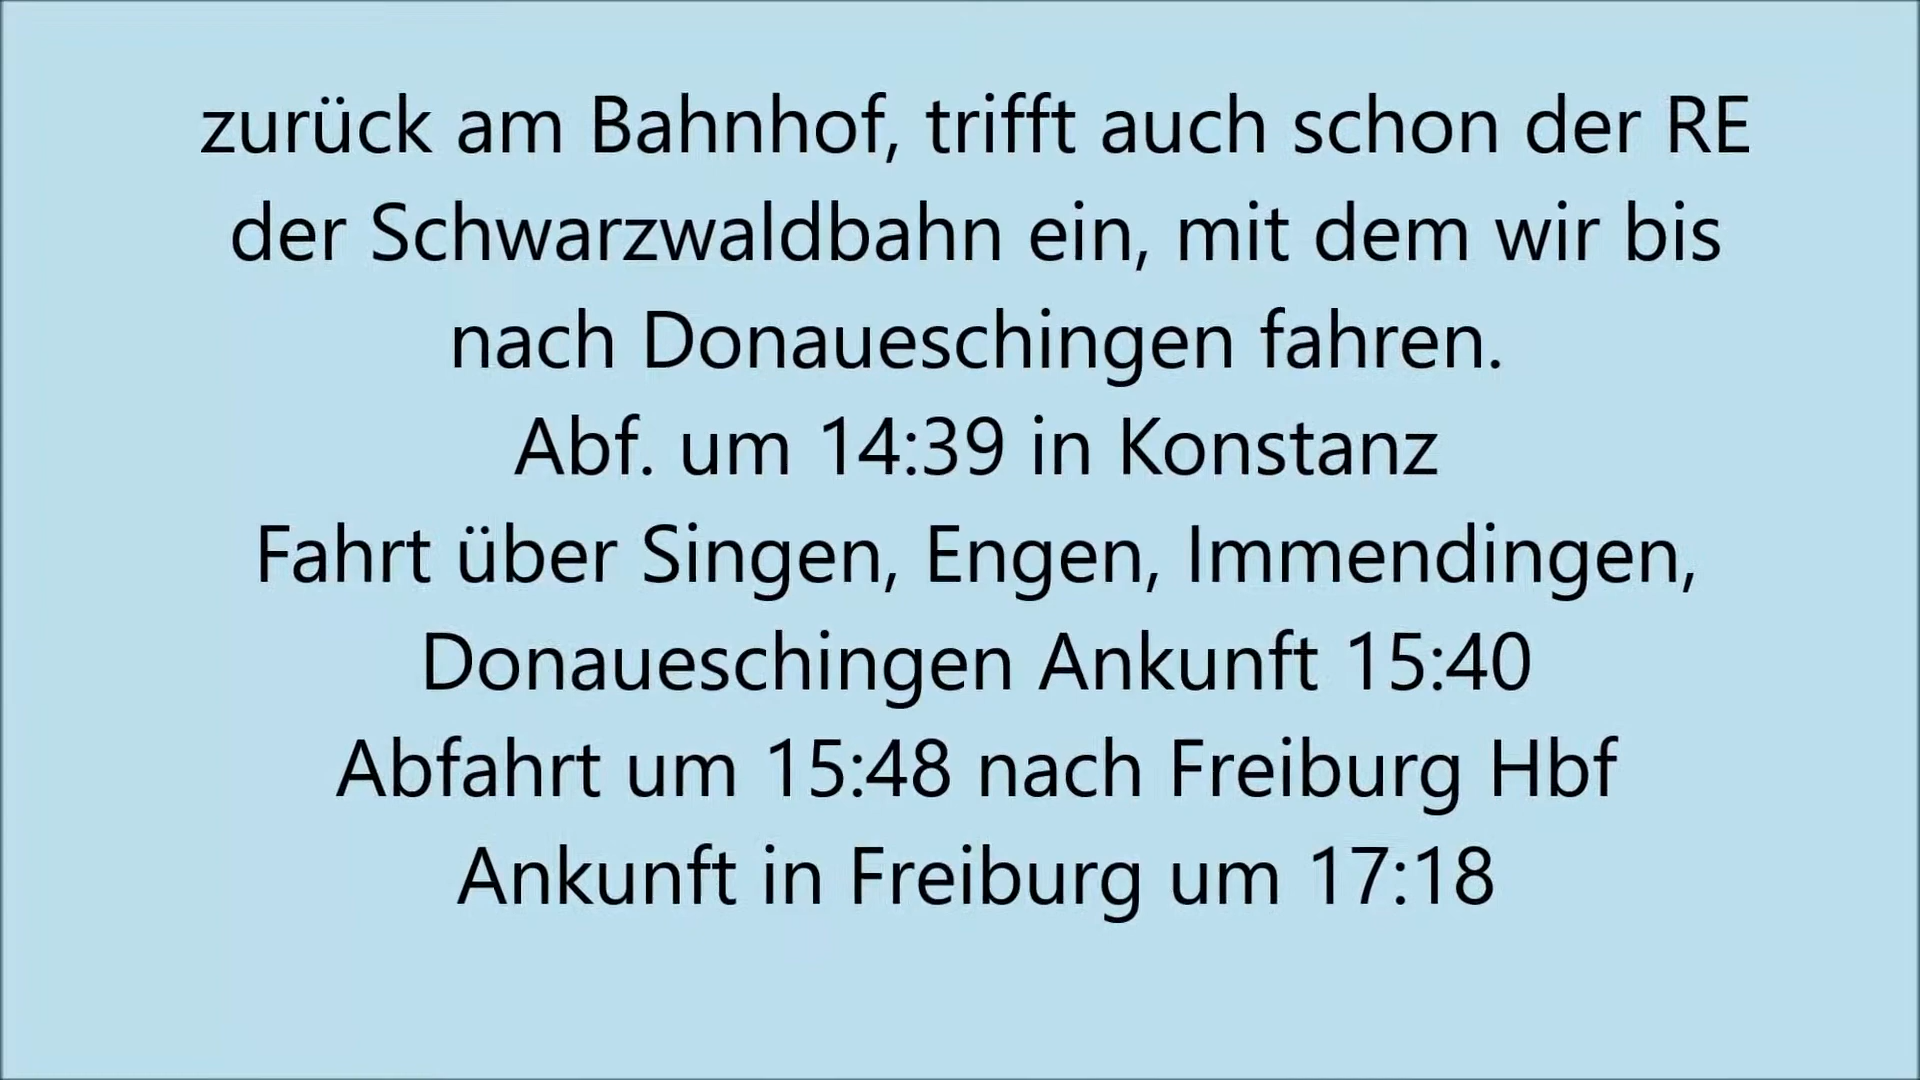 zurück am Bahnhof, trifft auch schon der RE
der Schwarzwaldbahn ein, mit dem wir bis
nach Donaueschingen fahren.
Abf. um 14:39 in Konstanz
Fahrt über Singen, Engen, Immendingen,
Donaueschingen Ankunft 15:40
Abfahrt um 15:48 nach Freiburg Hbf
Ankunft in Freiburg um 17:18